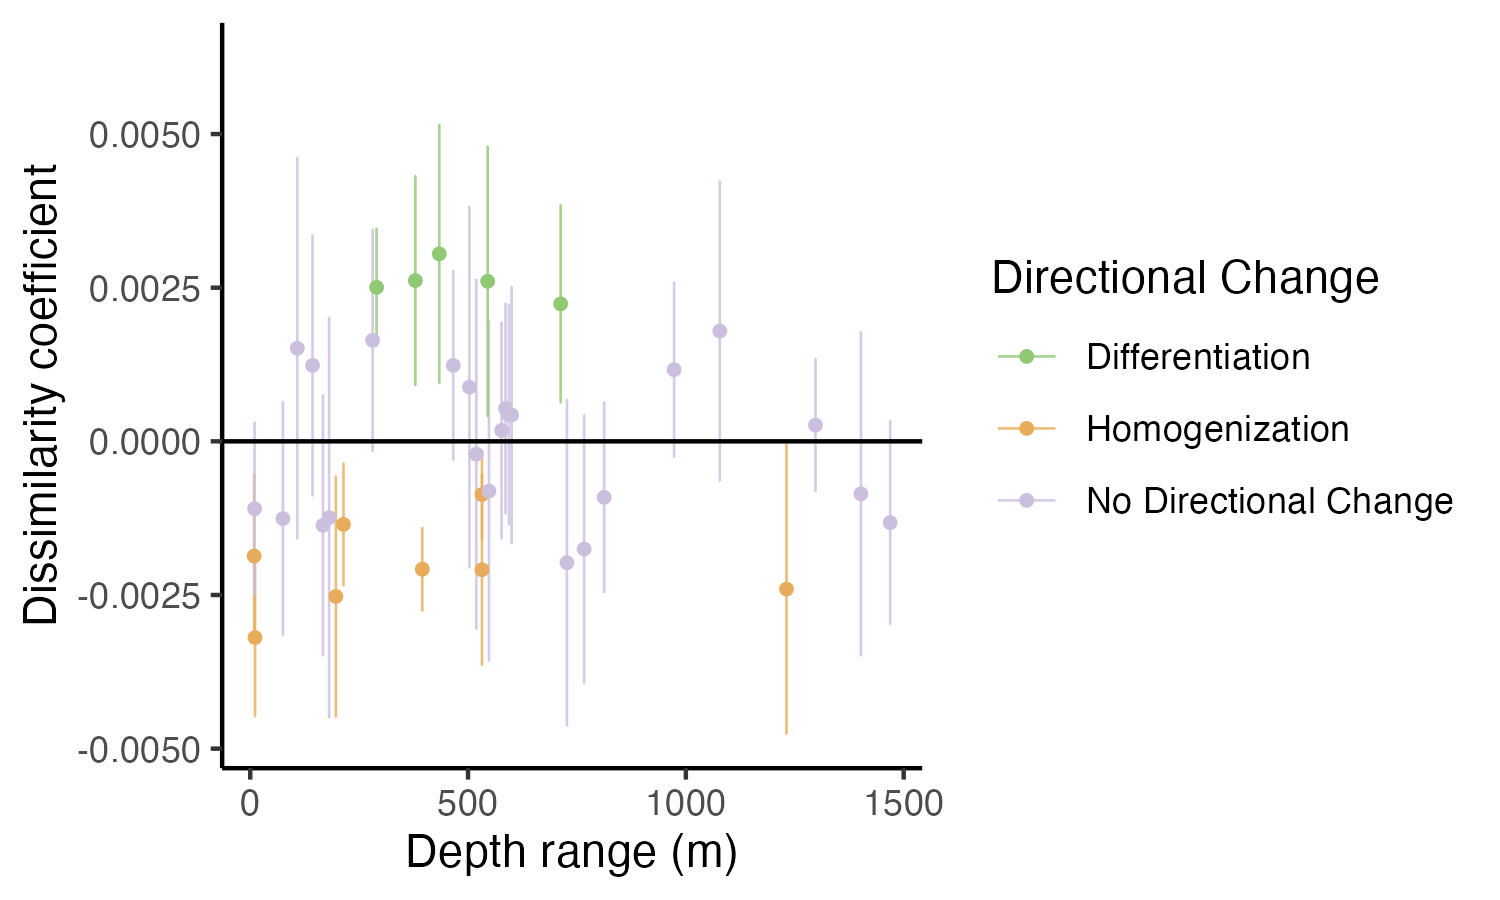 Dissimilarity coefficient
0.0050
0.0025
0.0000
-0.0025
-0.0050
0 500 1000 1500
Depth range (m)
Directional Change
Differentiation
Homogenization
No Directional Change